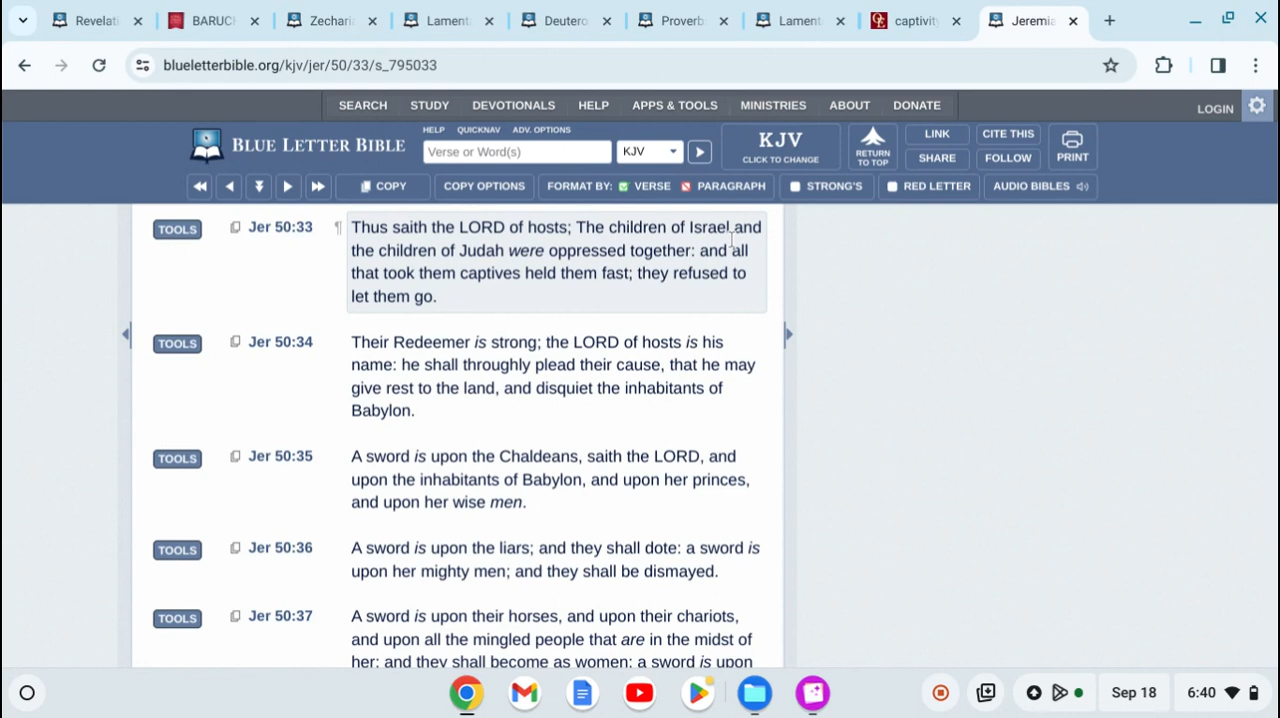 Revelati
BARUC
Zechari
Lament
Deutero
Proverb
Lament
captivity
Jeremia
blueletterbible.org/kjv/jer/50/33/s_795033
SEARCH STUDY DEVOTIONALS HELP APPS & TOOLS MINISTRIES ABOUT DONATE
LOGIN
BLUE LETTER BIBLE
HELP QUICKNAV ADV. OPTIONS
Verse or Word(s)
KJV
KJV
CLICK TO CHANGE
RETURN
TO TOP
LINK
CITE THIS
SHARE
FOLLOW
PRINT
COPY COPY OPTIONS FORMAT BY: VERSE PARAGRAPH STRONG'S RED LETTER AUDIO BIBLES
TOOLS Jer 50:33 ¶ Thus saith the LORD of hosts; The children of Israel and
the children of Judah were oppressed together: and all
that took them captives held them fast; they refused to
let them go.
TOOLS Jer 50:34 Their Redeemer is strong; the LORD of hosts is his
name: he shall throughly plead their cause, that he may
give rest to the land, and disquiet the inhabitants of
Babylon.
TOOLS Jer 50:35 A sword is upon the Chaldeans, saith the LORD, and
upon the inhabitants of Babylon, and upon her princes,
and upon her wise men.
TOOLS Jer 50:36 A sword is upon the liars; and they shall dote: a sword is
upon her mighty men; and they shall be dismayed.
TOOLS Jer 50:37 A sword is upon their horses, and upon their chariots,
and upon all the mingled people that are in the midst of
her; and they shall become as women: a sword is upon
Sep 18
6:40